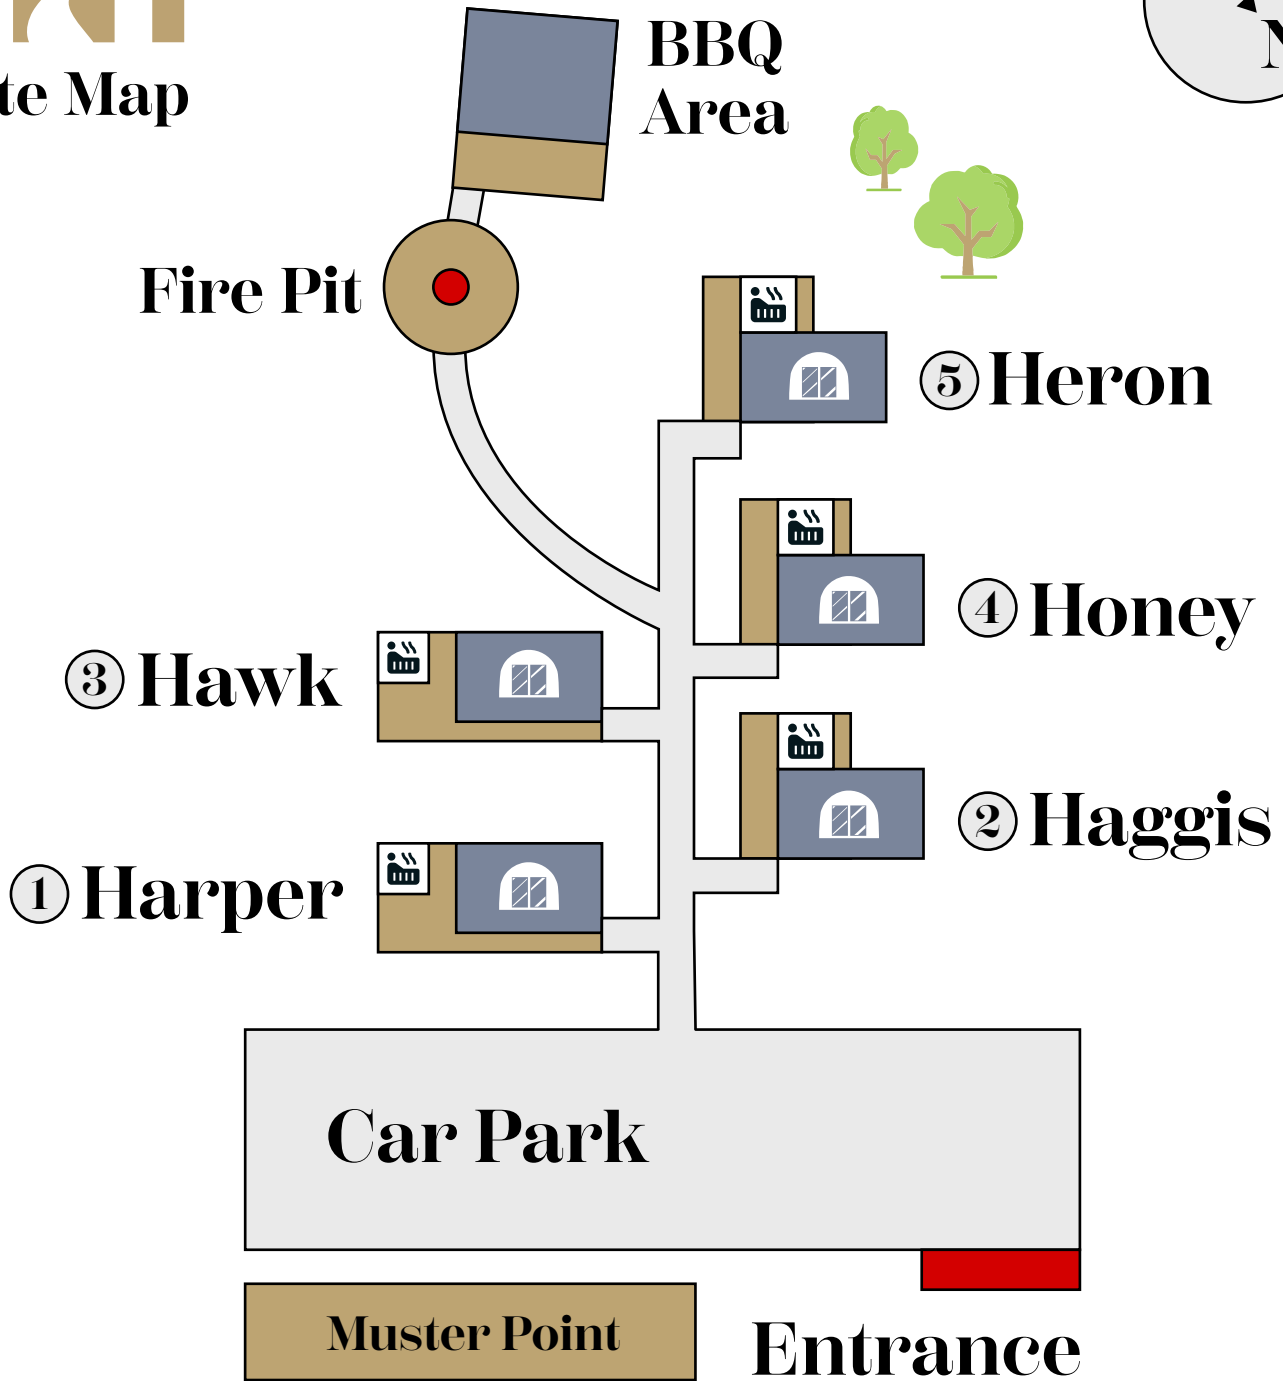 te Map
BBQ
Area
Fire Pit
5 Heron
4 Honey
3 Hawk
2 Haggis
1 Harper
Car Park
Muster Point
Entrance